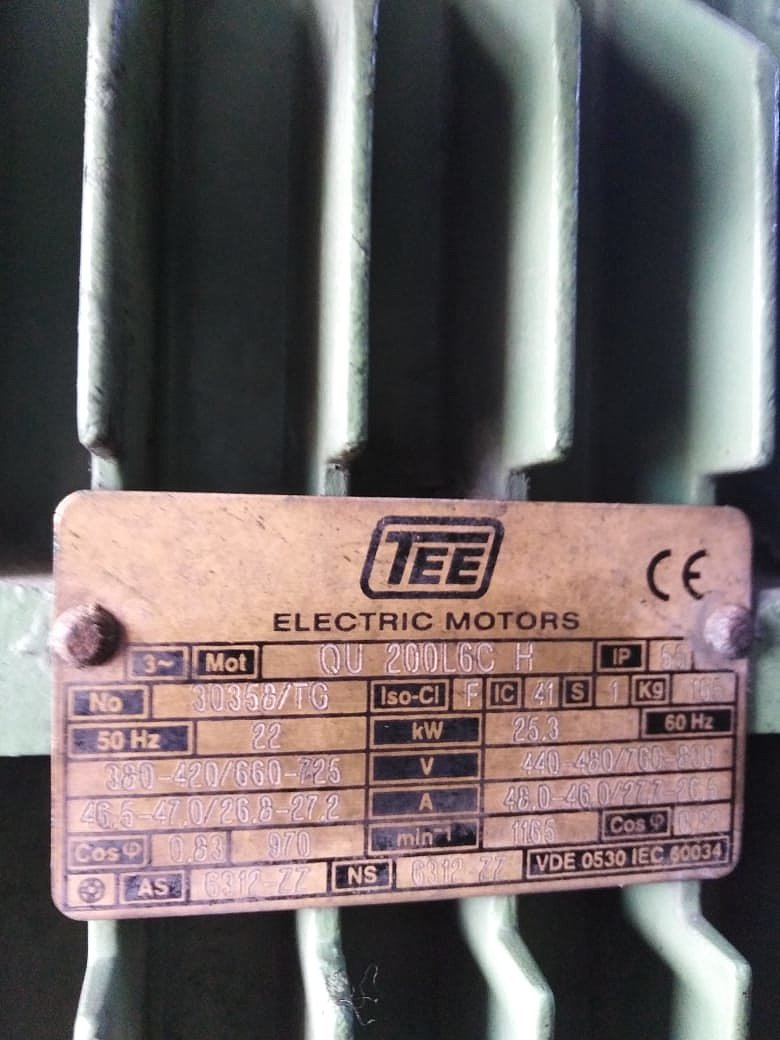 TEE
CE
ELECTRIC MOTORS
3~ Mot QU 200L6C H IP 55
No 30358/TG Iso-Cl F IC 41 S 1 Kg
50 Hz 22 kW 25,3 60 Hz
380-420/660-725 V 440-480/760-830
46,5-47,0/26,8-27,2 A 48,0-46,0/27,7-26,5
Cos φ 0,83 970 min⁻¹ 1165 Cos φ
AS 6312-ZZ NS 6312-ZZ VDE 0530 IEC 60034